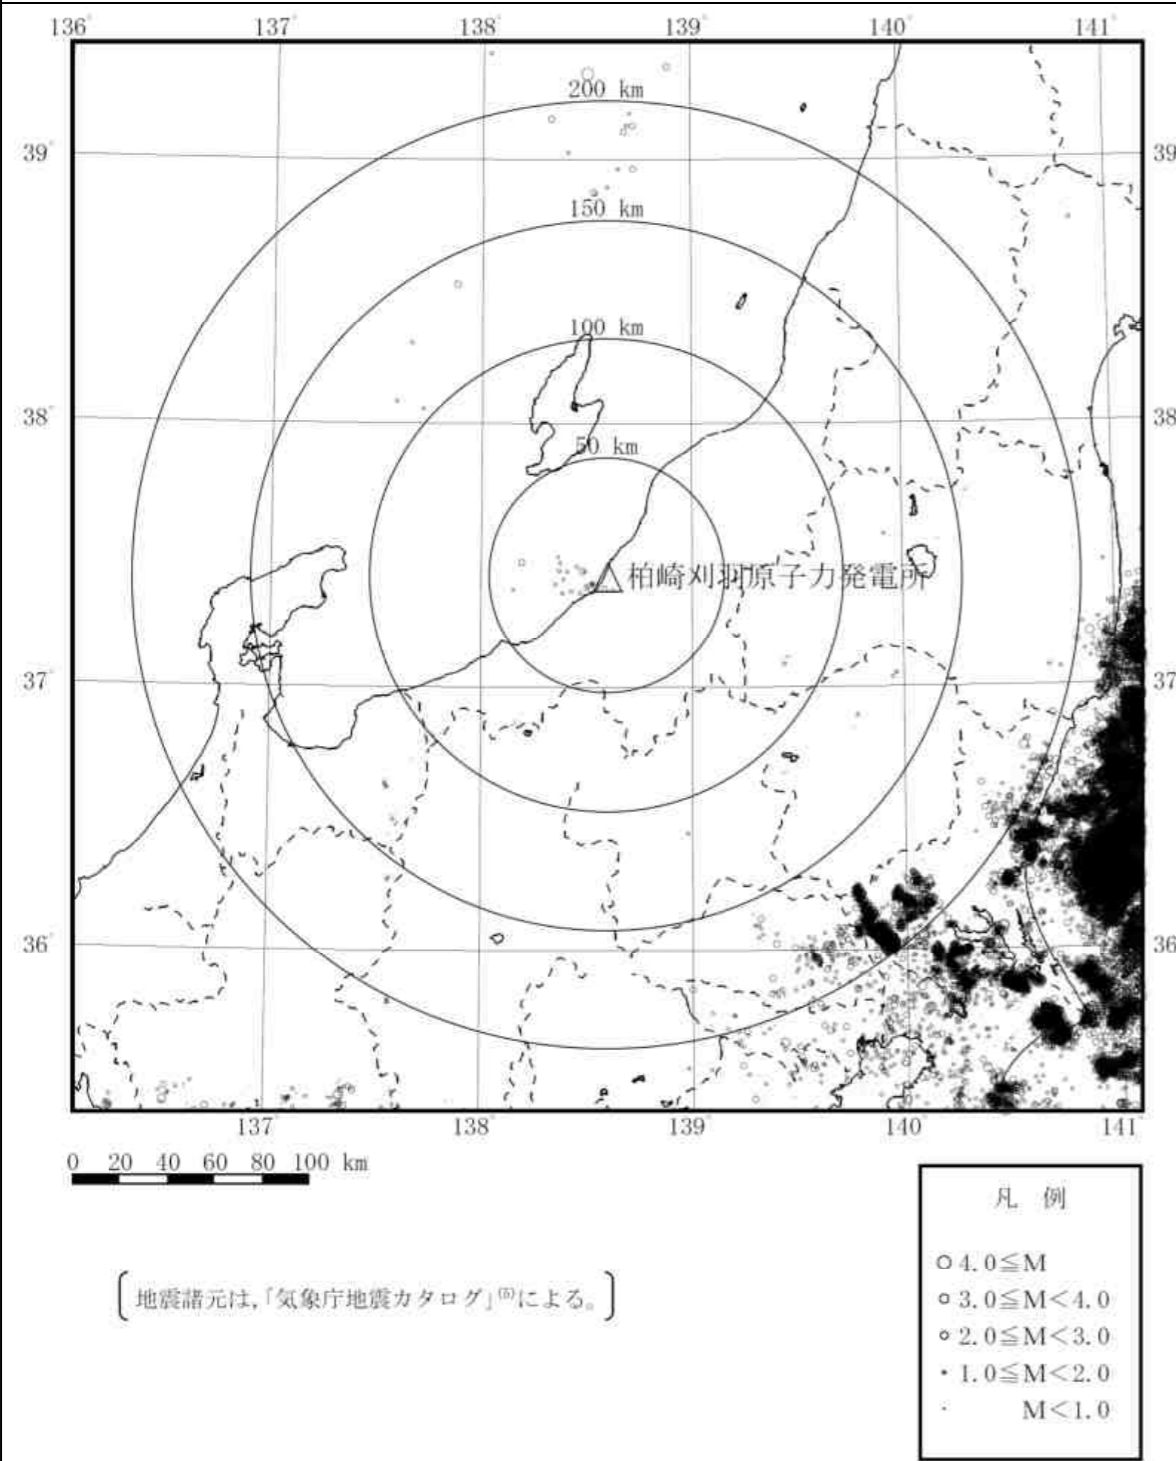 136° 137° 138° 139° 140° 141°
200 km
39° 39
150 km
100 km
38° 38
50 km
柏崎刈羽原子力発電所
37° 37
36° 36
137° 138° 139° 140° 141
0 20 40 60 80 100 km
凡 例
4.0≦M
3.0≦M<4.0
2.0≦M<3.0
1.0≦M<2.0
M<1.0
地震諸元は,「気象庁地震カタログ」(5)による。